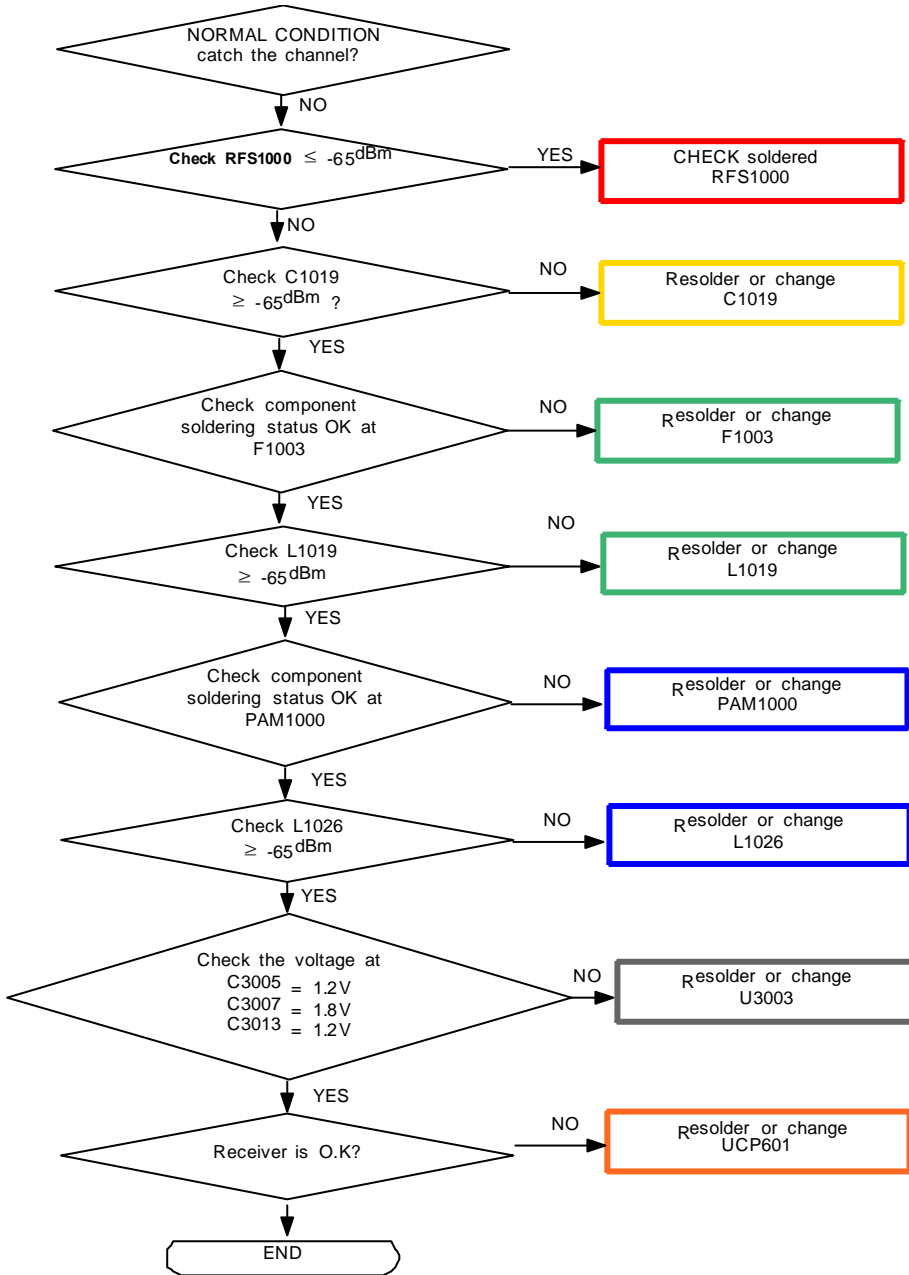 NORMAL CONDITION
catch the channel?
NO
Check RFS1000 ≤ -65dBm
YES
CHECK soldered
RFS1000
NO
Check C1019
≥ -65dBm ?
NO
Resolder or change
C1019
YES
Check component
soldering status OK at
F1003
NO
Resolder or change
F1003
YES
Check L1019
≥ -65dBm
NO
Resolder or change
L1019
YES
Check component
soldering status OK at
PAM1000
NO
Resolder or change
PAM1000
YES
Check L1026
≥ -65dBm
NO
Resolder or change
L1026
YES
Check the voltage at
C3005 = 1.2V
C3007 = 1.8V
C3013 = 1.2V
NO
Resolder or change
U3003
YES
Receiver is O.K?
NO
Resolder or change
UCP601
END